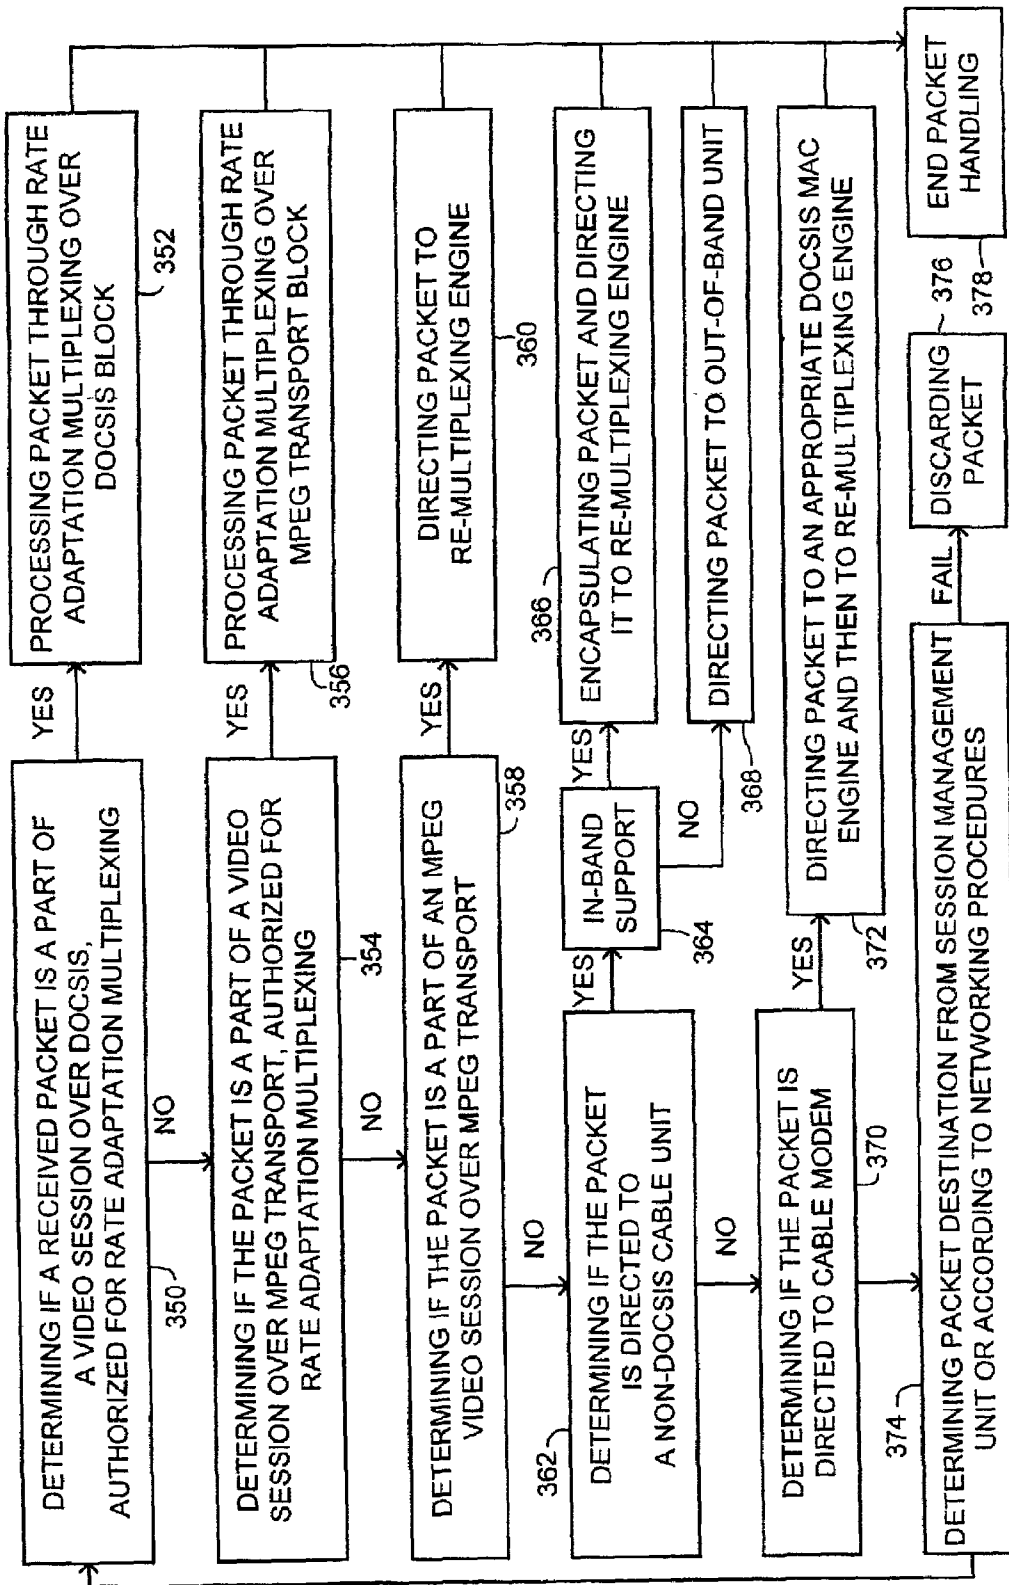 DETERMINING IF A RECEIVED PACKET IS A PART OF
A VIDEO SESSION OVER DOCSIS,
AUTHORIZED FOR RATE ADAPTATION MULTIPLEXING
350
YES
PROCESSING PACKET THROUGH RATE
ADAPTATION MULTIPLEXING OVER
DOCSIS BLOCK
352
NO
DETERMINING IF THE PACKET IS A PART OF A VIDEO
SESSION OVER MPEG TRANSPORT, AUTHORIZED FOR
RATE ADAPTATION MULTIPLEXING
354
YES
PROCESSING PACKET THROUGH RATE
ADAPTATION MULTIPLEXING OVER
MPEG TRANSPORT BLOCK
356
NO
DETERMINING IF THE PACKET IS A PART OF AN MPEG
VIDEO SESSION OVER MPEG TRANSPORT
358
YES
DIRECTING PACKET TO
RE-MULTIPLEXING ENGINE
360
NO
362
DETERMINING IF THE PACKET
IS DIRECTED TO
A NON-DOCSIS CABLE UNIT
YES
IN-BAND
SUPPORT
364
YES
366
ENCAPSULATING PACKET AND DIRECTING
IT TO RE-MULTIPLEXING ENGINE
NO
DIRECTING PACKET TO OUT-OF-BAND UNIT
368
NO
DETERMINING IF THE PACKET IS
DIRECTED TO CABLE MODEM
370
YES
DIRECTING PACKET TO AN APPROPRIATE DOCSIS MAC
ENGINE AND THEN TO RE-MULTIPLEXING ENGINE
372
374
DETERMINING PACKET DESTINATION FROM SESSION MANAGEMENT
UNIT OR ACCORDING TO NETWORKING PROCEDURES
FAIL
DISCARDING
PACKET
376
END PACKET
HANDLING
378